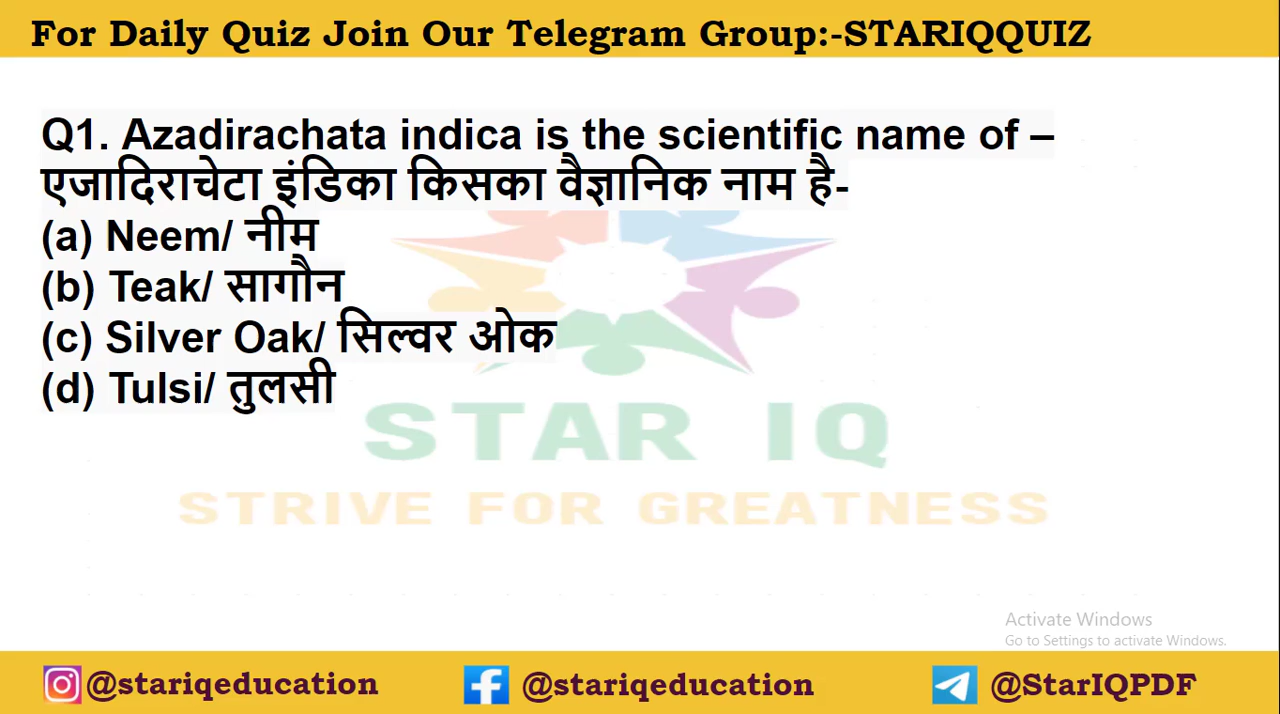 For Daily Quiz Join Our Telegram Group:-STARIQQUIZ
Q1. Azadirachata indica is the scientific name of –
एजादिराचेटा इंडिका किसका वैज्ञानिक नाम है-
(a) Neem/ नीम
(b) Teak/ सागौन
(c) Silver Oak/ सिल्वर ओक
(d) Tulsi/ तुलसी
STAR IQ
STRIVE FOR GREATNESS
Activate Windows
Go to Settings to activate Windows.
@stariqeducation @stariqeducation @StarIQPDF